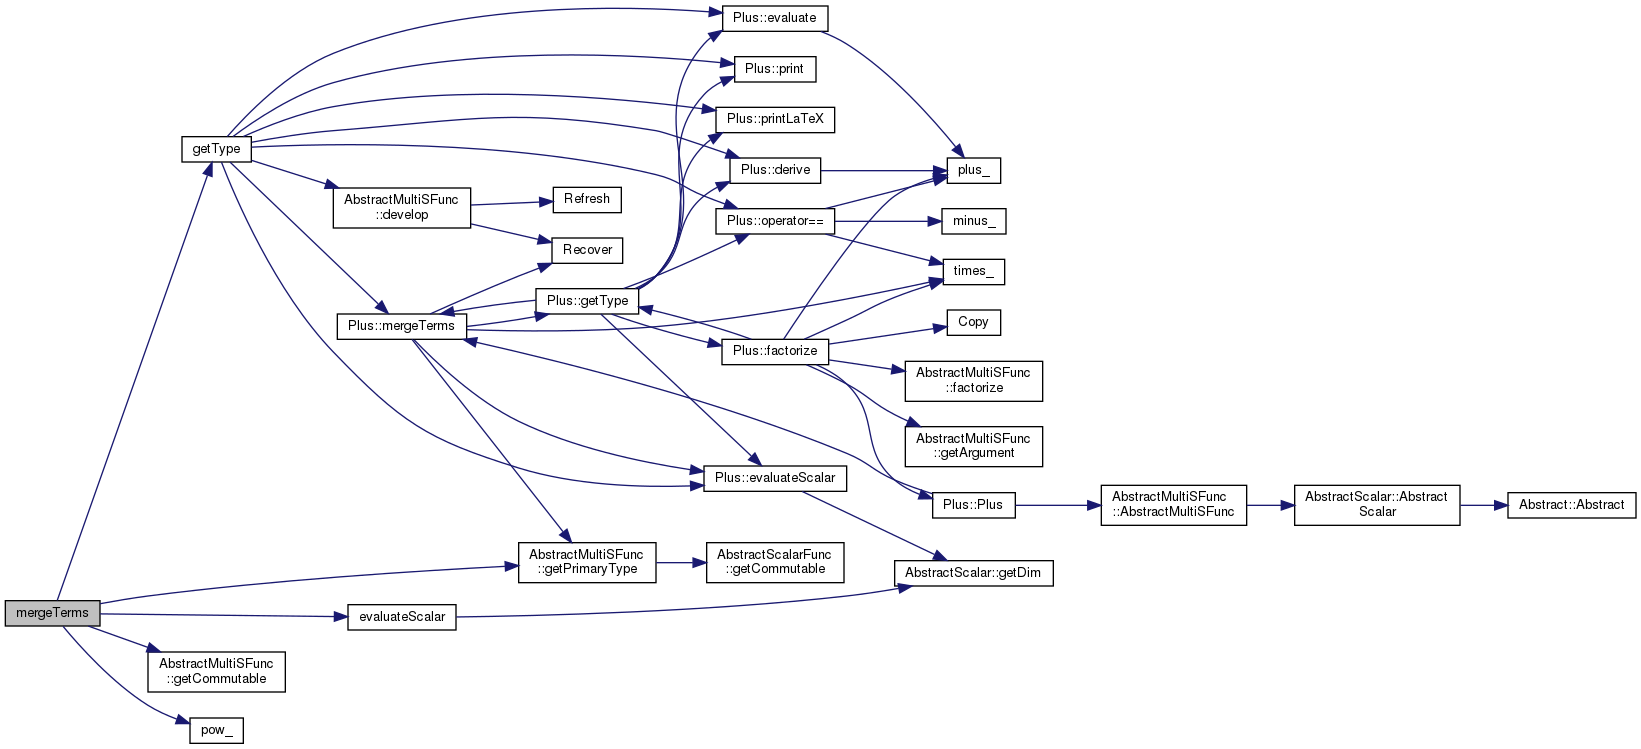 Plus::evaluate
Plus::print
Plus::printLaTeX
getType
Plus::derive
plus_
AbstractMultiSFunc
::develop
Refresh
Plus::operator==
minus_
Recover
times_
Plus::getType
Plus::mergeTerms
Copy
Plus::factorize
AbstractMultiSFunc
::factorize
AbstractMultiSFunc
::getArgument
Plus::evaluateScalar
Plus::Plus
AbstractMultiSFunc
::AbstractMultiSFunc
AbstractScalar::Abstract
Scalar
Abstract::Abstract
AbstractMultiSFunc
::getPrimaryType
AbstractScalarFunc
::getCommutable
AbstractScalar::getDim
mergeTerms
evaluateScalar
AbstractMultiSFunc
::getCommutable
pow_